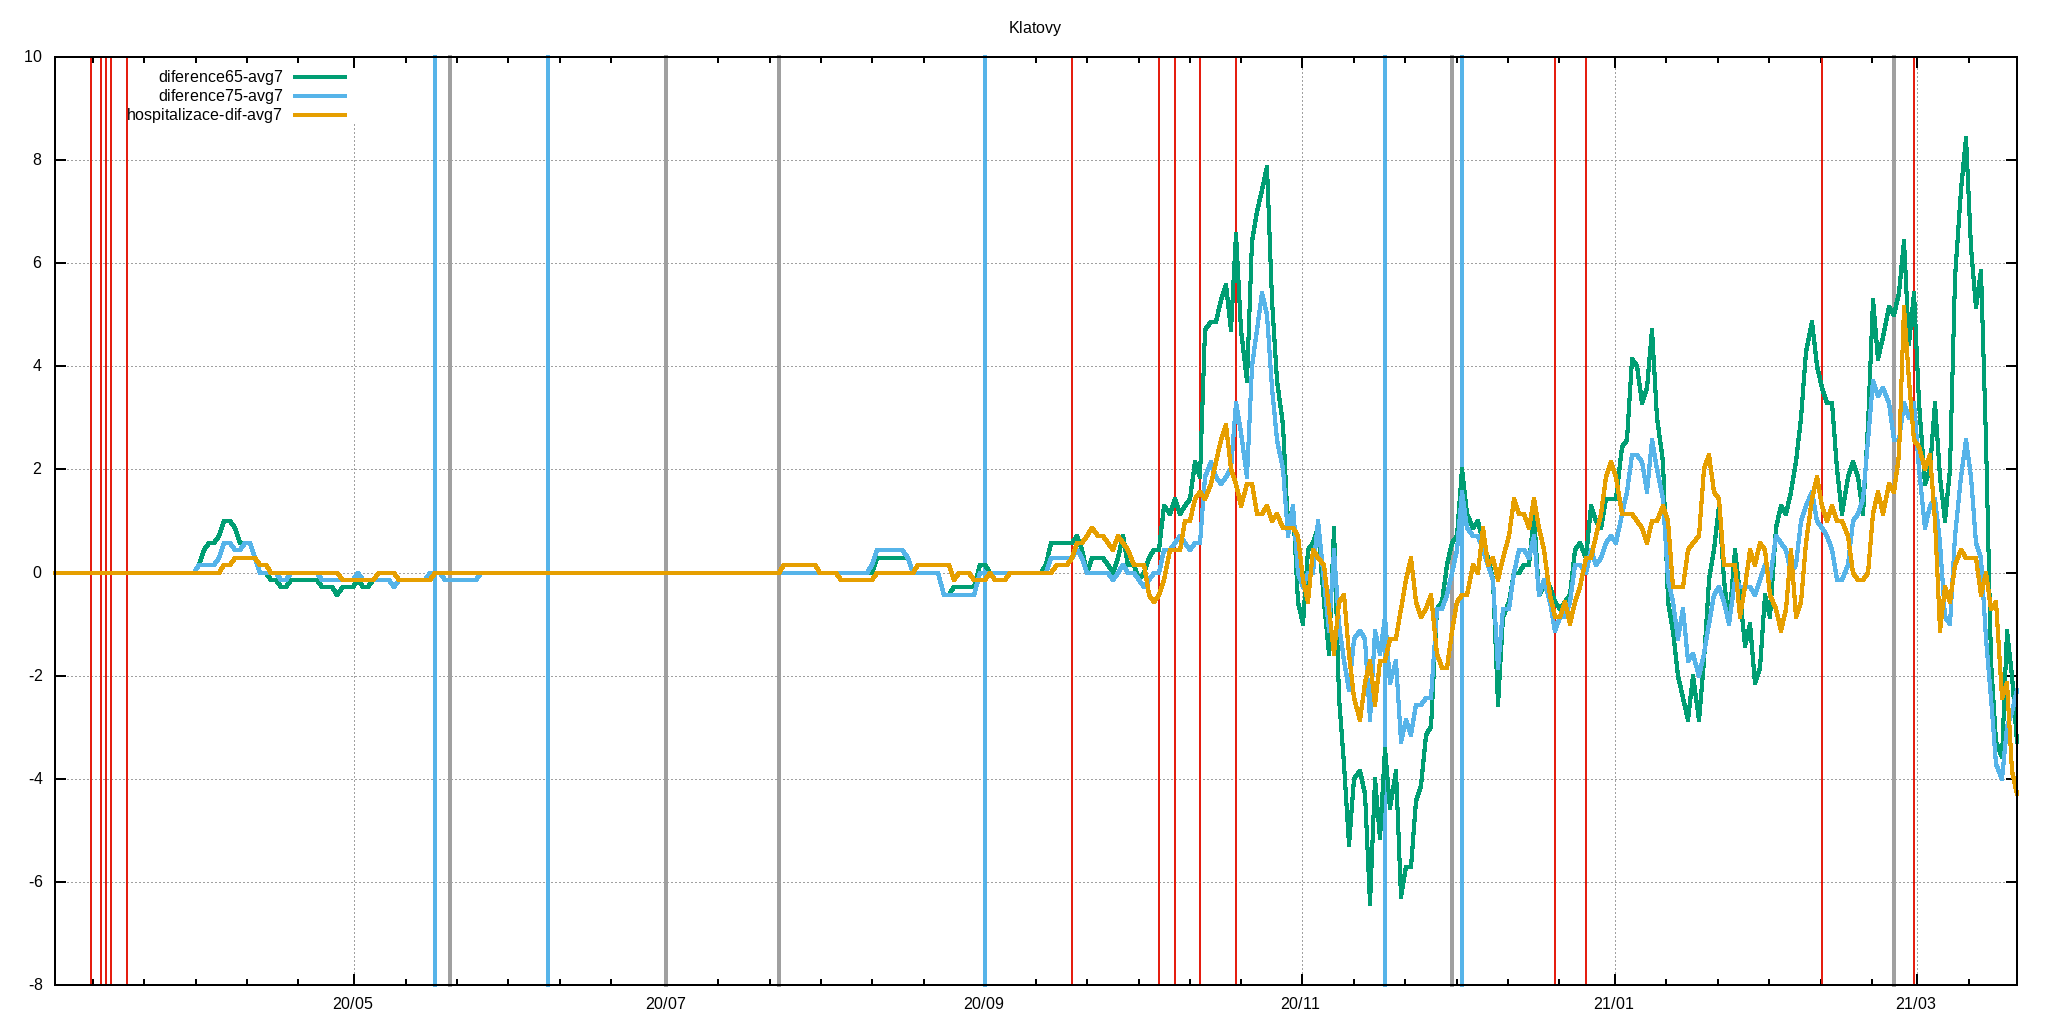 Klatovy
10
diference65-avg7
diference75-avg7
hospitalizace-dif-avg7
8
6
4
2
0
-2
-4
-6
-8
20/05 20/07 20/09 20/11 21/01 21/03